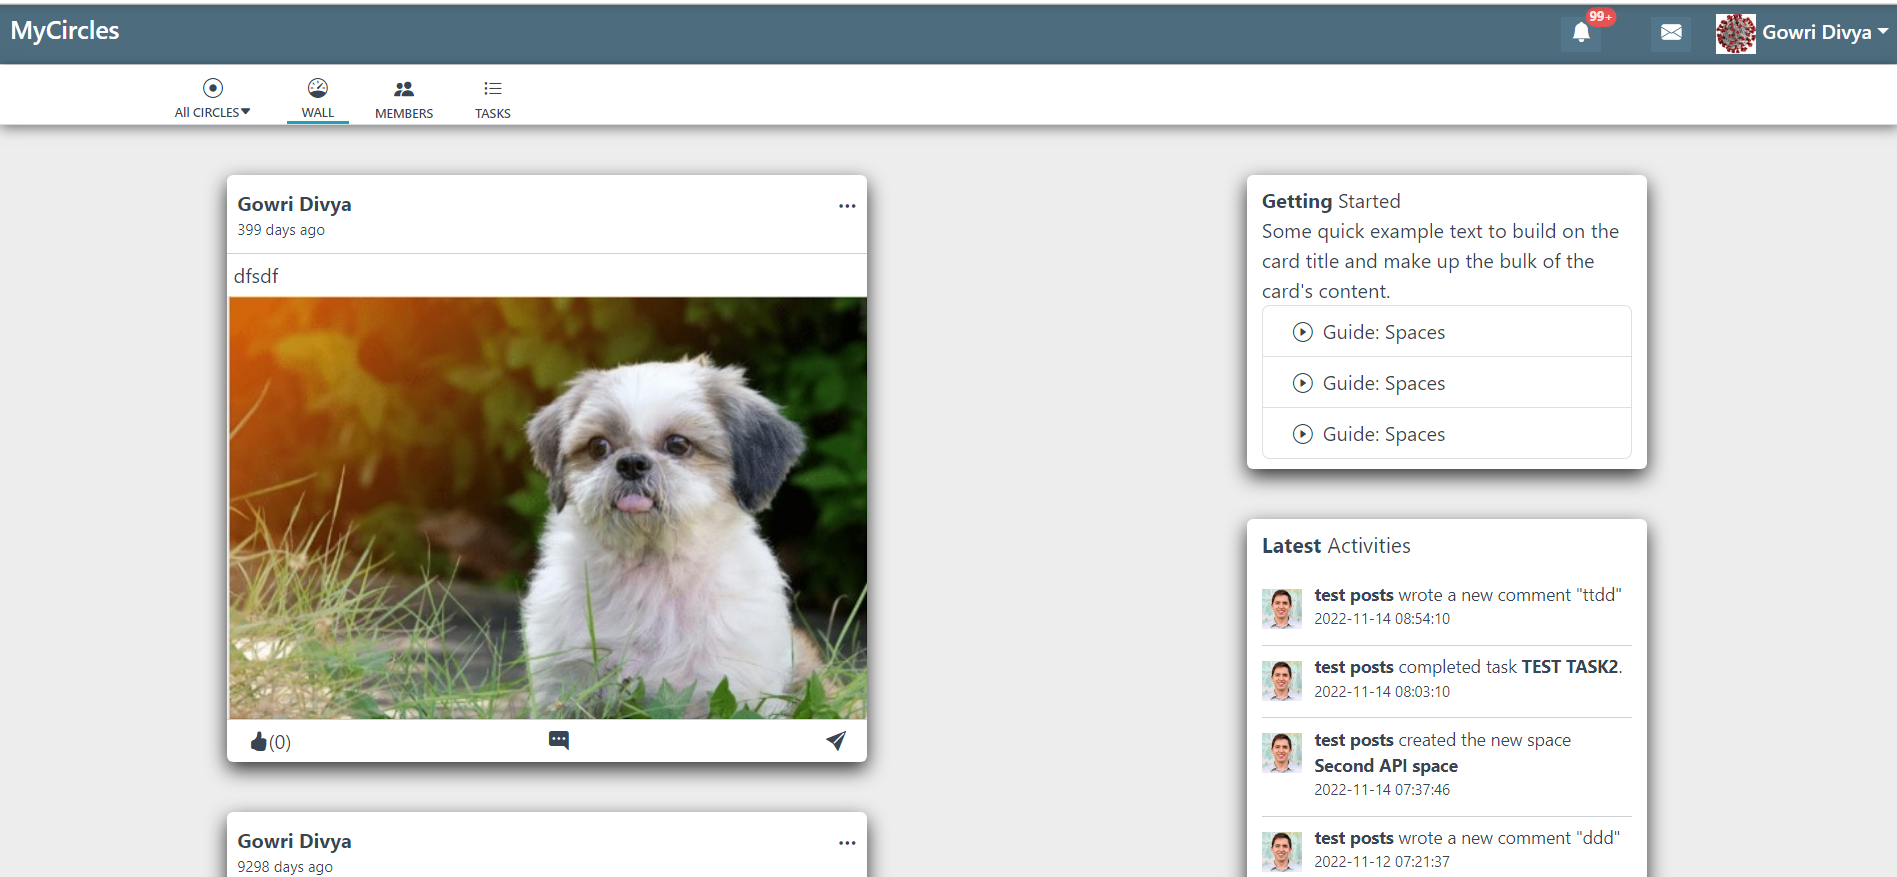 MyCircles
99+
Gowri Divya
All CIRCLES
WALL
MEMBERS
TASKS
Gowri Divya
399 days ago
dfsdf
(0)
Gowri Divya
9298 days ago
Getting Started
Some quick example text to build on the
card title and make up the bulk of the
card's content.
Guide: Spaces
Guide: Spaces
Guide: Spaces
Latest Activities
test posts wrote a new comment "ttdd"
2022-11-14 08:54:10
test posts completed task TEST TASK2.
2022-11-14 08:03:10
test posts created the new space
Second API space
2022-11-14 07:37:46
test posts wrote a new comment "ddd"
2022-11-12 07:21:37